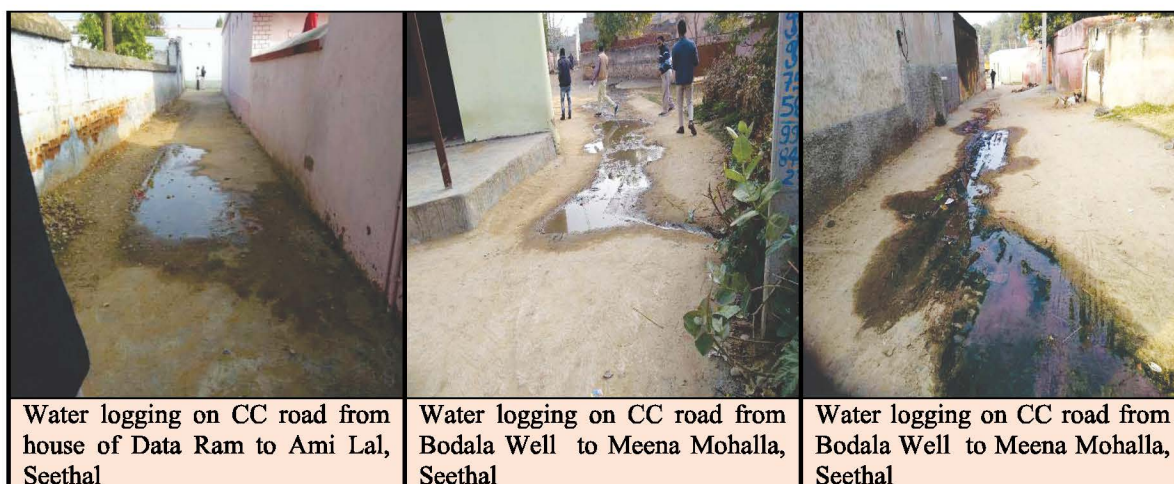 Water logging on CC road from
house of Data Ram to Ami Lal,
Seethal
Water logging on CC road from
Bodala Well to Meena Mohalla,
Seethal
Water logging on CC road from
Bodala Well to Meena Mohalla,
Seethal